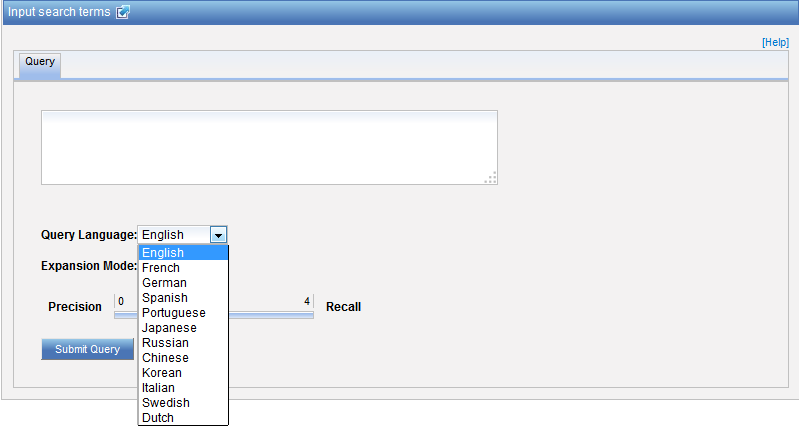 Input search terms
[Help]
Query
Query Language: English
English
Expansion Mode:
French
German
Spanish
Precision 0 4 Recall
Portuguese
Japanese
Russian
Submit Query
Chinese
Korean
Italian
Swedish
Dutch